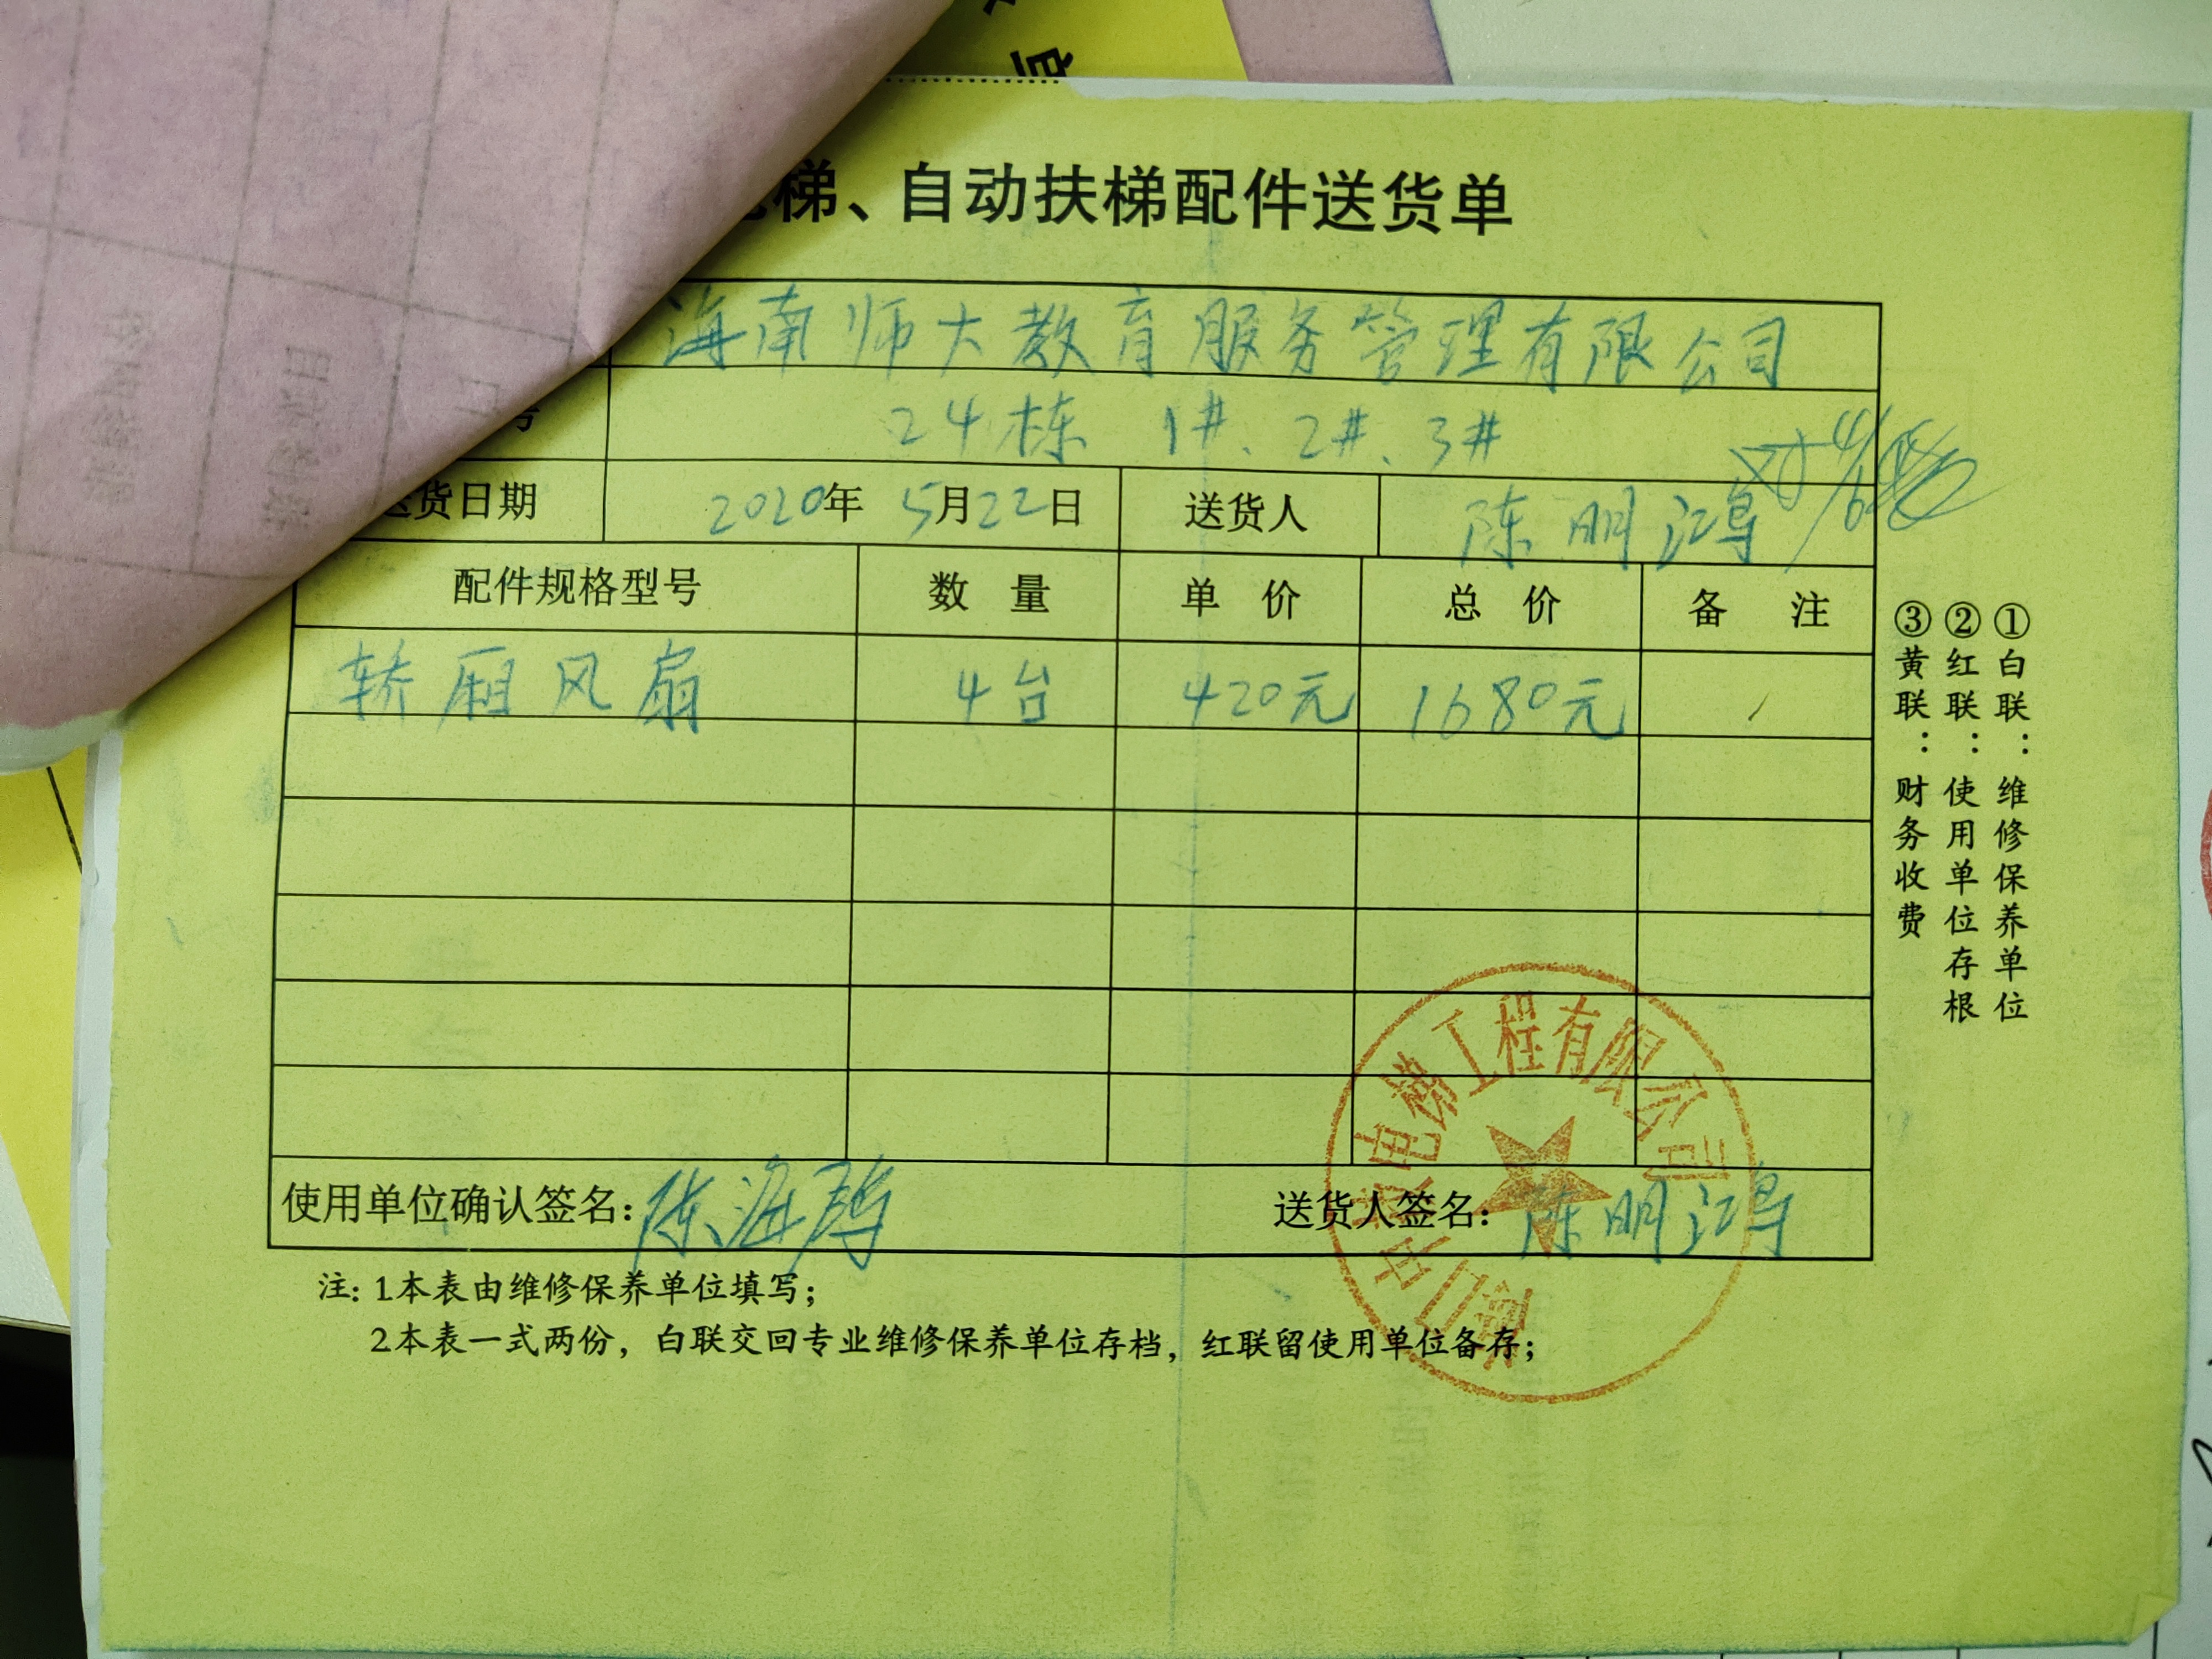 梯、自动扶梯配件送货单
海南师大教育服务管理有限公司
号 24栋 1#、2#、3#
送货日期 2020年5月22日 送货人 陈明鸿
配件规格型号 数量 单价 总价 备注
轿厢风扇 4台 420元 1680元 /
使用单位确认签名: 陈海鹏 送货人签名: 陈明鸿
注: 1本表由维修保养单位填写;
2本表一式两份，白联交回专业维修保养单位存档，红联留使用单位备存;
①白联：维修保养单位
②红联：使用单位存根
③黄联：财务收费
电梯工程有限公司